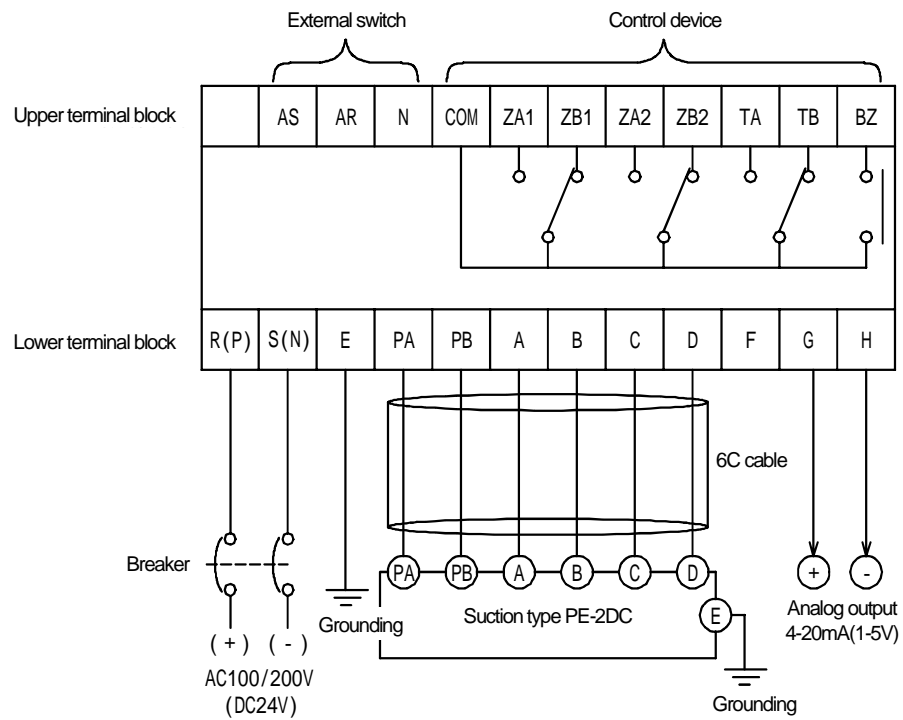 External switch
Control device
Upper terminal block
AS AR N COM ZA1 ZB1 ZA2 ZB2 TA TB BZ
Lower terminal block
R(P) S(N) E PA PB A B C D F G H
6C cable
Breaker
PA PB A B C D + -
Suction type PE-2DC
E
Grounding
Analog output
4-20mA(1-5V)
(+) (-)
AC100/200V
(DC24V)
Grounding